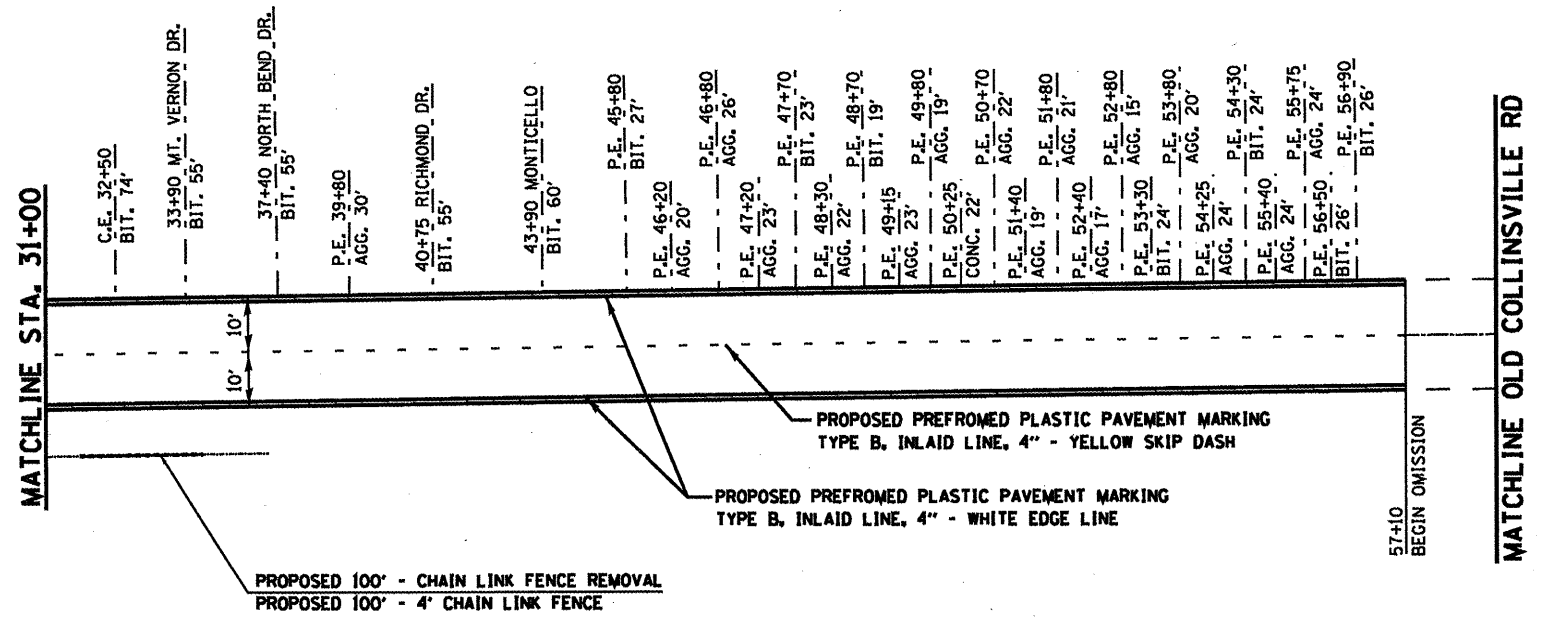 MATCHLINE STA. 31+00
C.E. 32+50
BIT. 74'
33+90 MT. VERNON DR.
BIT. 55'
37+40 NORTH BEND DR.
BIT. 55'
P.E. 39+80
AGG. 30'
40+75 RICHMOND DR.
BIT. 55'
43+90 MONTICELLO
BIT. 60'
P.E. 45+80
BIT. 27'
P.E. 46+20
AGG. 20'
P.E. 46+80
AGG. 26'
P.E. 47+20
AGG. 23'
P.E. 47+70
BIT. 23'
P.E. 48+30
AGG. 22'
P.E. 48+70
BIT. 19'
P.E. 49+15
AGG. 23'
P.E. 49+80
AGG. 19'
P.E. 50+25
CONC. 22'
P.E. 50+70
AGG. 22'
P.E. 51+40
AGG. 19'
P.E. 51+80
AGG. 21'
P.E. 52+40
AGG. 17'
P.E. 52+80
AGG. 15'
P.E. 53+30
BIT. 24'
P.E. 53+80
AGG. 20'
P.E. 54+25
AGG. 24'
P.E. 54+30
BIT. 24'
P.E. 55+40
AGG. 24'
P.E. 55+75
AGG. 24'
P.E. 56+50
BIT. 26'
P.E. 56+90
BIT. 26'
10'
10'
PROPOSED PREFROMED PLASTIC PAVEMENT MARKING
TYPE B, INLAID LINE, 4" - YELLOW SKIP DASH
PROPOSED PREFROMED PLASTIC PAVEMENT MARKING
TYPE B, INLAID LINE, 4" - WHITE EDGE LINE
PROPOSED 100' - CHAIN LINK FENCE REMOVAL
PROPOSED 100' - 4' CHAIN LINK FENCE
57+10
BEGIN OMISSION
MATCHLINE OLD COLLINSVILLE RD